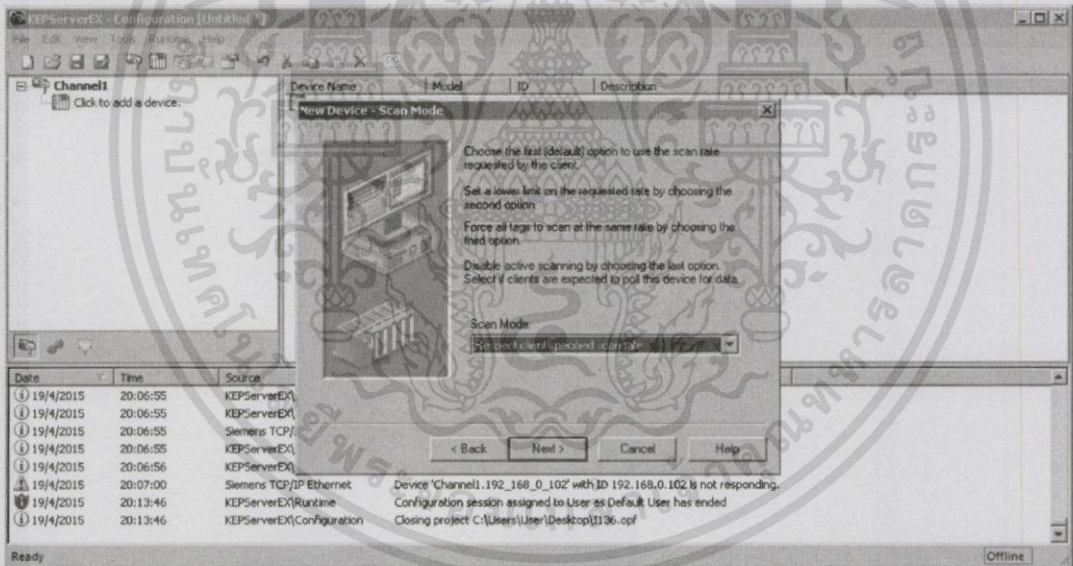 KEPServerEX - Configuration [Untitled *]
File Edit View Tools Runtime Help
Channel1
Click to add a device.
Device Name Model ID Description
New Device - Scan Mode
Choose the first (default) option to use the scan rate
requested by the client.
Set a lower limit on the requested rate by choosing the
second option.
Force all tags to scan at the same rate by choosing the
third option.
Disable active scanning by choosing the last option.
Select if clients are expected to poll this device for data.
Scan Mode:
Respect client specified scan rate
< Back Next > Cancel Help
Date Time Source
19/4/2015 20:06:55 KEPServerEX\
19/4/2015 20:06:55 KEPServerEX\
19/4/2015 20:06:55 Siemens TCP/
19/4/2015 20:06:55 KEPServerEX\
19/4/2015 20:06:56 KEPServerEX\
19/4/2015 20:07:00 Siemens TCP/IP Ethernet Device 'Channel1.192_168_0_102' with ID 192.168.0.102 is not responding.
19/4/2015 20:13:46 KEPServerEX\Runtime Configuration session assigned to User as Default User has ended
19/4/2015 20:13:46 KEPServerEX\Configuration Closing project C:\Users\User\Desktop\I136.opf
Ready Offline